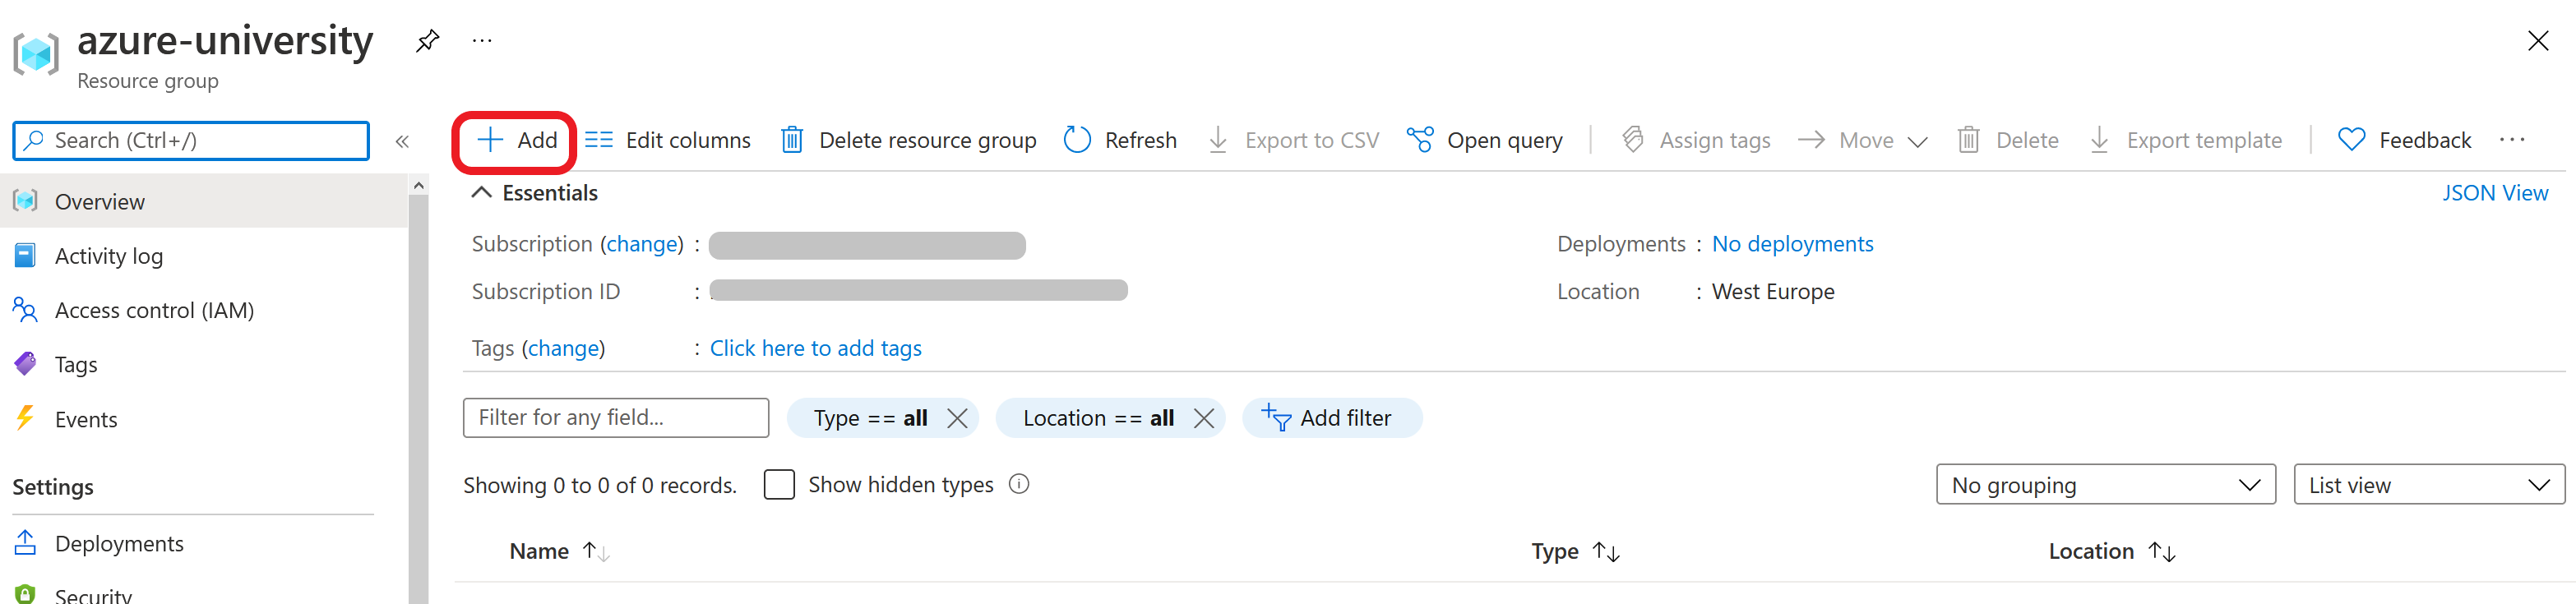 azure-university
Resource group
Search (Ctrl+/)
Overview
Activity log
Access control (IAM)
Tags
Events
Settings
Deployments
Security
Add Edit columns Delete resource group Refresh Export to CSV Open query Assign tags Move Delete Export template Feedback
Essentials JSON View
Subscription (change) : Deployments : No deployments
Subscription ID : Location : West Europe
Tags (change) : Click here to add tags
Filter for any field... Type == all Location == all Add filter
Showing 0 to 0 of 0 records. Show hidden types No grouping List view
Name Type Location